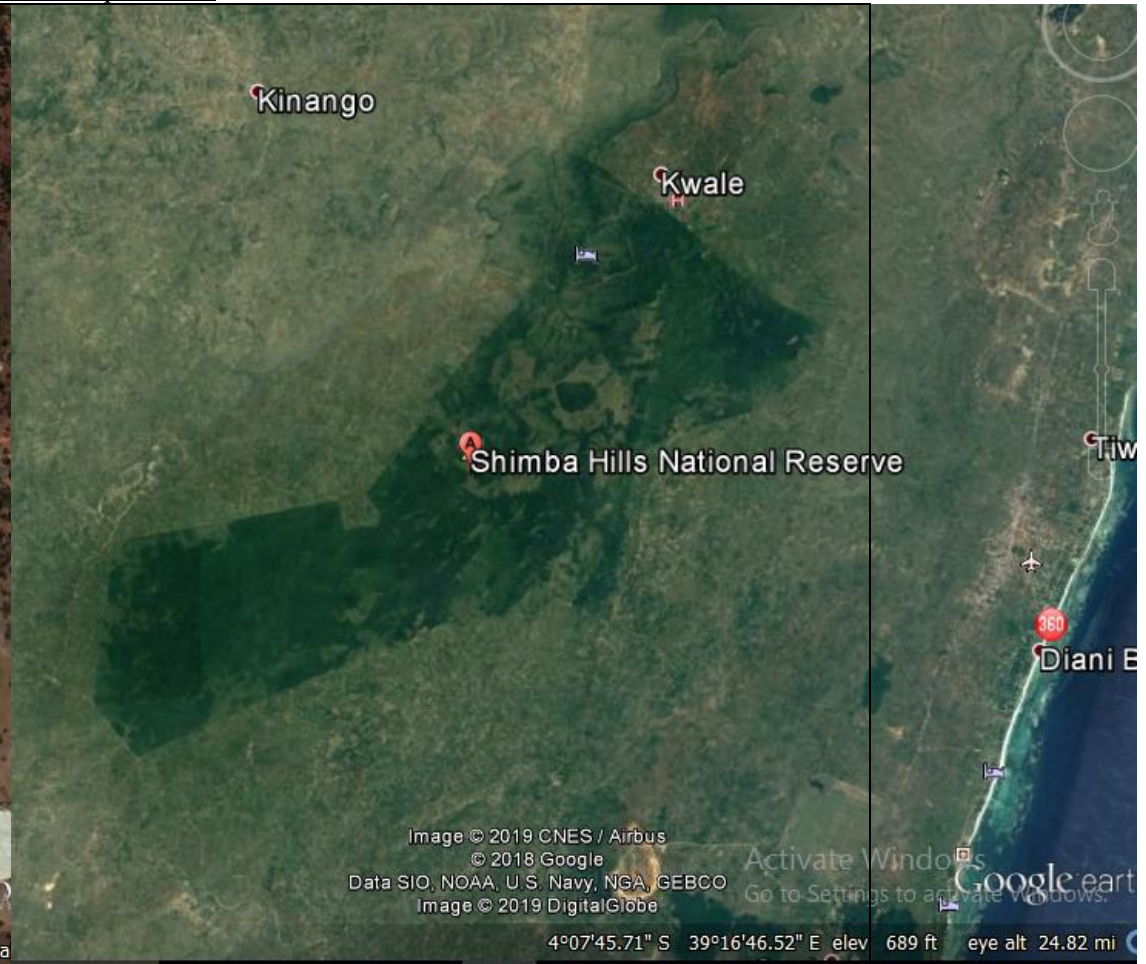 Kinango
Kwale
H
A
Shimba Hills National Reserve
Tiw
360
Diani B
Image © 2019 CNES / Airbus
© 2018 Google
Data SIO, NOAA, U.S. Navy, NGA, GEBCO
Image © 2019 DigitalGlobe
Activate Windows
Go to Settings to activate Windows.
Google eart
4°07'45.71" S 39°16'46.52" E elev 689 ft eye alt 24.82 mi
a